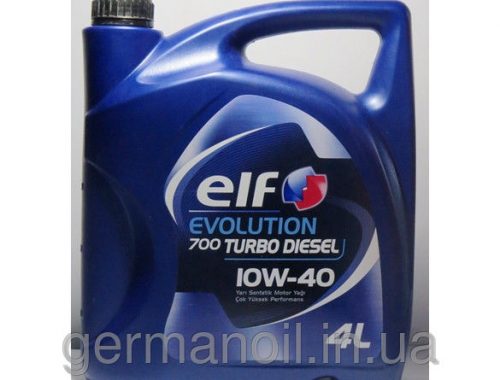 elf
EVOLUTION
700 TURBO DIESEL
10W-40
Yarı Sentetik Motor Yağı
Çok Yüksek Performans
4L
germanoil.in.ua